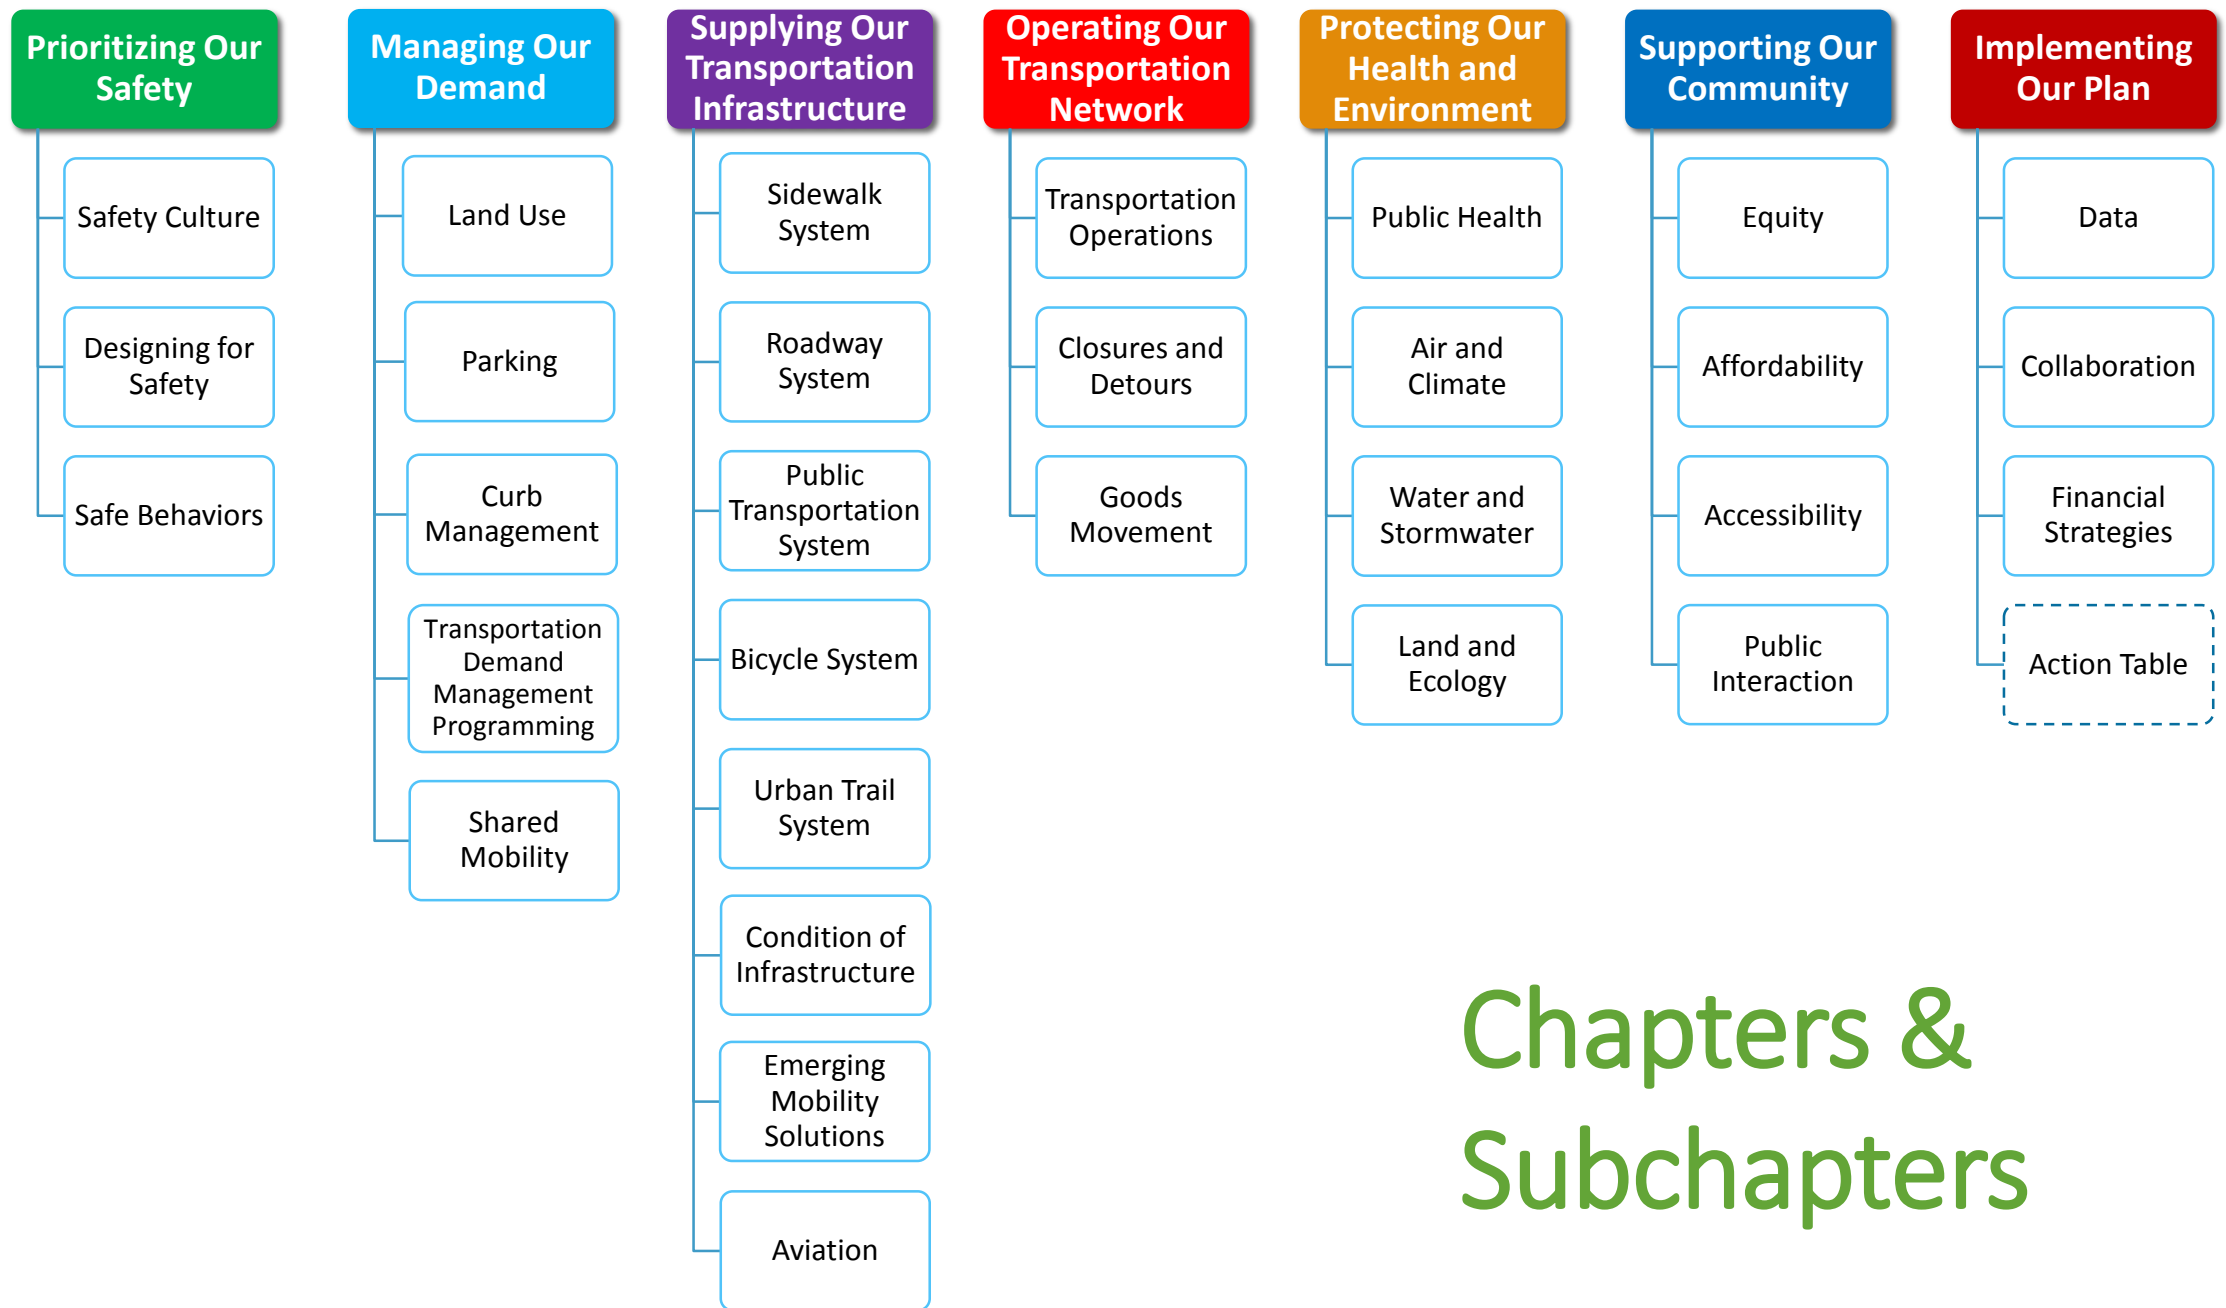 Prioritizing Our
Safety
Safety Culture
Designing for
Safety
Safe Behaviors
Managing Our
Demand
Land Use
Parking
Curb
Management
Transportation
Demand
Management
Programming
Shared
Mobility
Supplying Our
Transportation
Infrastructure
Sidewalk
System
Roadway
System
Public
Transportation
System
Bicycle System
Urban Trail
System
Condition of
Infrastructure
Emerging
Mobility
Solutions
Aviation
Operating Our
Transportation
Network
Transportation
Operations
Closures and
Detours
Goods
Movement
Protecting Our
Health and
Environment
Public Health
Air and
Climate
Water and
Stormwater
Land and
Ecology
Supporting Our
Community
Equity
Affordability
Accessibility
Public
Interaction
Implementing
Our Plan
Data
Collaboration
Financial
Strategies
Action Table
Chapters &
Subchapters